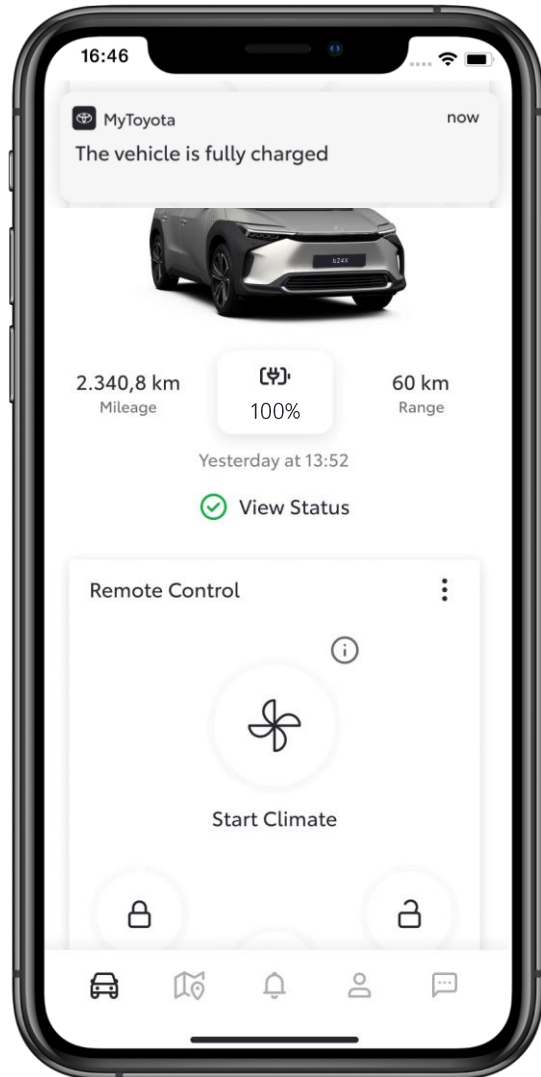 16:46
MyToyota
now
The vehicle is fully charged
bZ4X
2.340,8 km
Mileage
100%
60 km
Range
Yesterday at 13:52
View Status
Remote Control
Start Climate